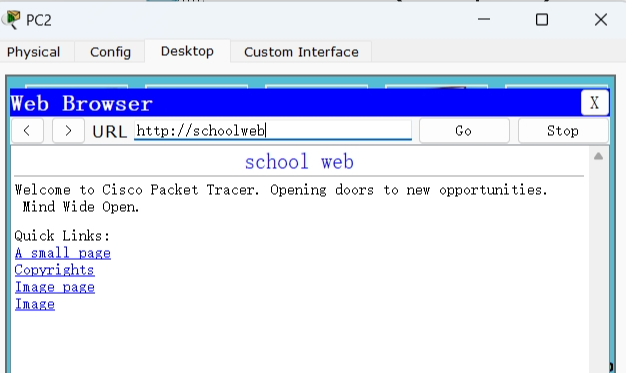 PC2
Physical Config Desktop Custom Interface
Web Browser X
< > URL http://schoolweb Go Stop
school web
Welcome to Cisco Packet Tracer. Opening doors to new opportunities.
Mind Wide Open.
Quick Links:
A small page
Copyrights
Image page
Image